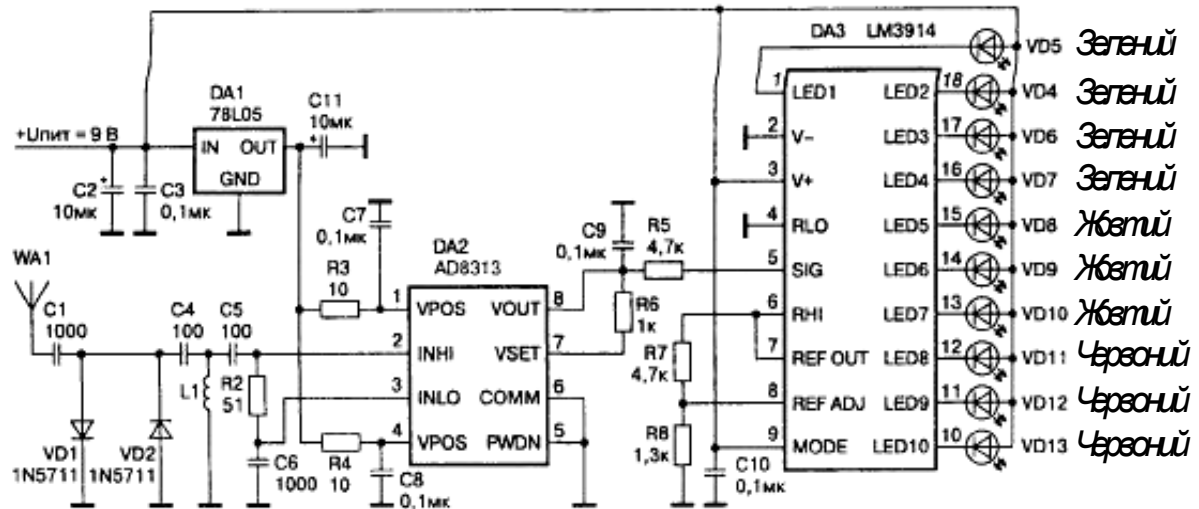 DA3 LM3914
VD5 Зелений
DA1
78L05
C11
10мк
1 LED1 LED2 18 VD4 Зелений
+Uпит = 9 В
IN OUT
GND
2 V– LED3 17 VD6 Зелений
C2
10мк
C3
0,1мк
3 V+ LED4 16 VD7 Зелений
C7
0,1мк
C9
0,1мк
R5
4,7к
4 RLO LED5 15 VD8 Жовтий
WA1
DA2
AD8313
5 SIG LED6 14 VD9 Жовтий
R3
10
1 VPOS VOUT 8
R6
1к
6 RHI LED7 13 VD10 Жовтий
C1
1000
C4
100
C5
100
2 INHI VSET 7
R7
4,7к
7 REF OUT LED8 12 VD11 Червоний
L1
R2
51
3 INLO COMM 6
8 REF ADJ LED9 11 VD12 Червоний
4 VPOS PWDN 5
R8
1,3к
9 MODE LED10 10 VD13 Червоний
VD1
1N5711
VD2
1N5711
C6
1000
R4
10
C8
0,1мк
C10
0,1мк